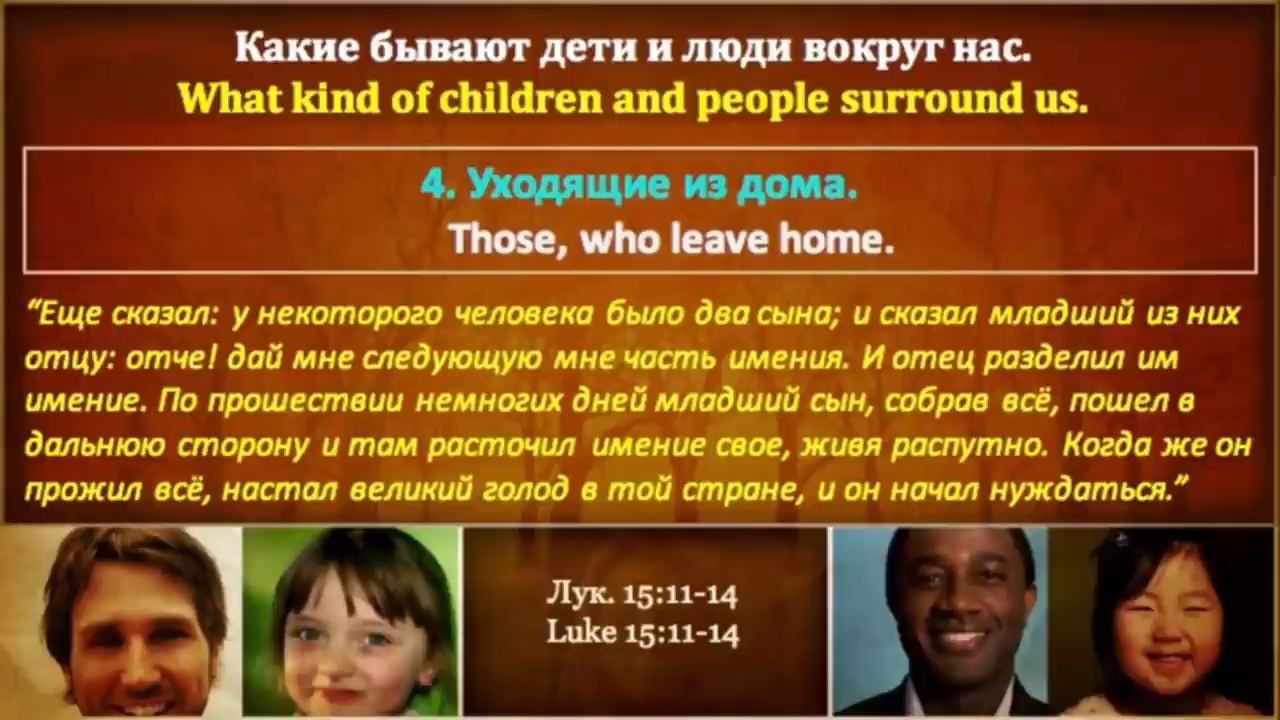 Какие бывают дети и люди вокруг нас.
What kind of children and people surround us.
4. Уходящие из дома.
Those, who leave home.
“Еще сказал: у некоторого человека было два сына; и сказал младший из них
отцу: отче! дай мне следующую мне часть имения. И отец разделил им
имение. По прошествии немногих дней младший сын, собрав всё, пошел в
дальнюю сторону и там расточил имение свое, живя распутно. Когда же он
прожил всё, настал великий голод в той стране, и он начал нуждаться.”
Лук. 15:11-14
Luke 15:11-14